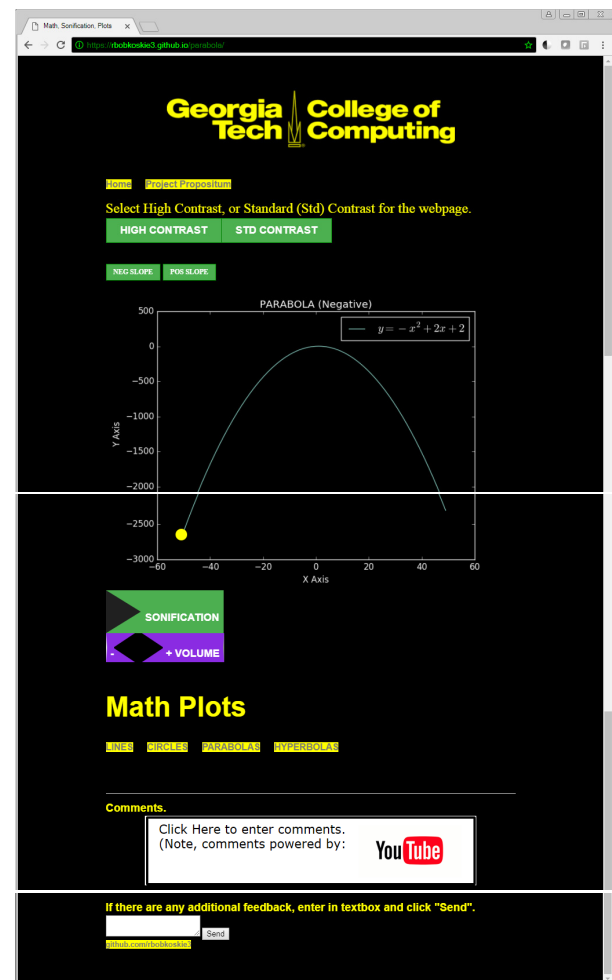 Math, Sonification, Plots
https://rbobkoskie3.github.io/parabola/
Georgia Tech College of Computing
Home Project Propositum
Select High Contrast, or Standard (Std) Contrast for the webpage.
HIGH CONTRAST STD CONTRAST
NEG SLOPE POS SLOPE
PARABOLA (Negative)
y = − x² + 2x + 2
500
0
−500
−1000
−1500
−2000
−2500
−3000
Y Axis
−60 −40 −20 0 20 40 60
X Axis
SONIFICATION
- + VOLUME
Math Plots
LINES CIRCLES PARABOLAS HYPERBOLAS
Comments.
Click Here to enter comments.
(Note, comments powered by:
YouTube
If there are any additional feedback, enter in textbox and click "Send".
Send
github.com/rbobkoskie3